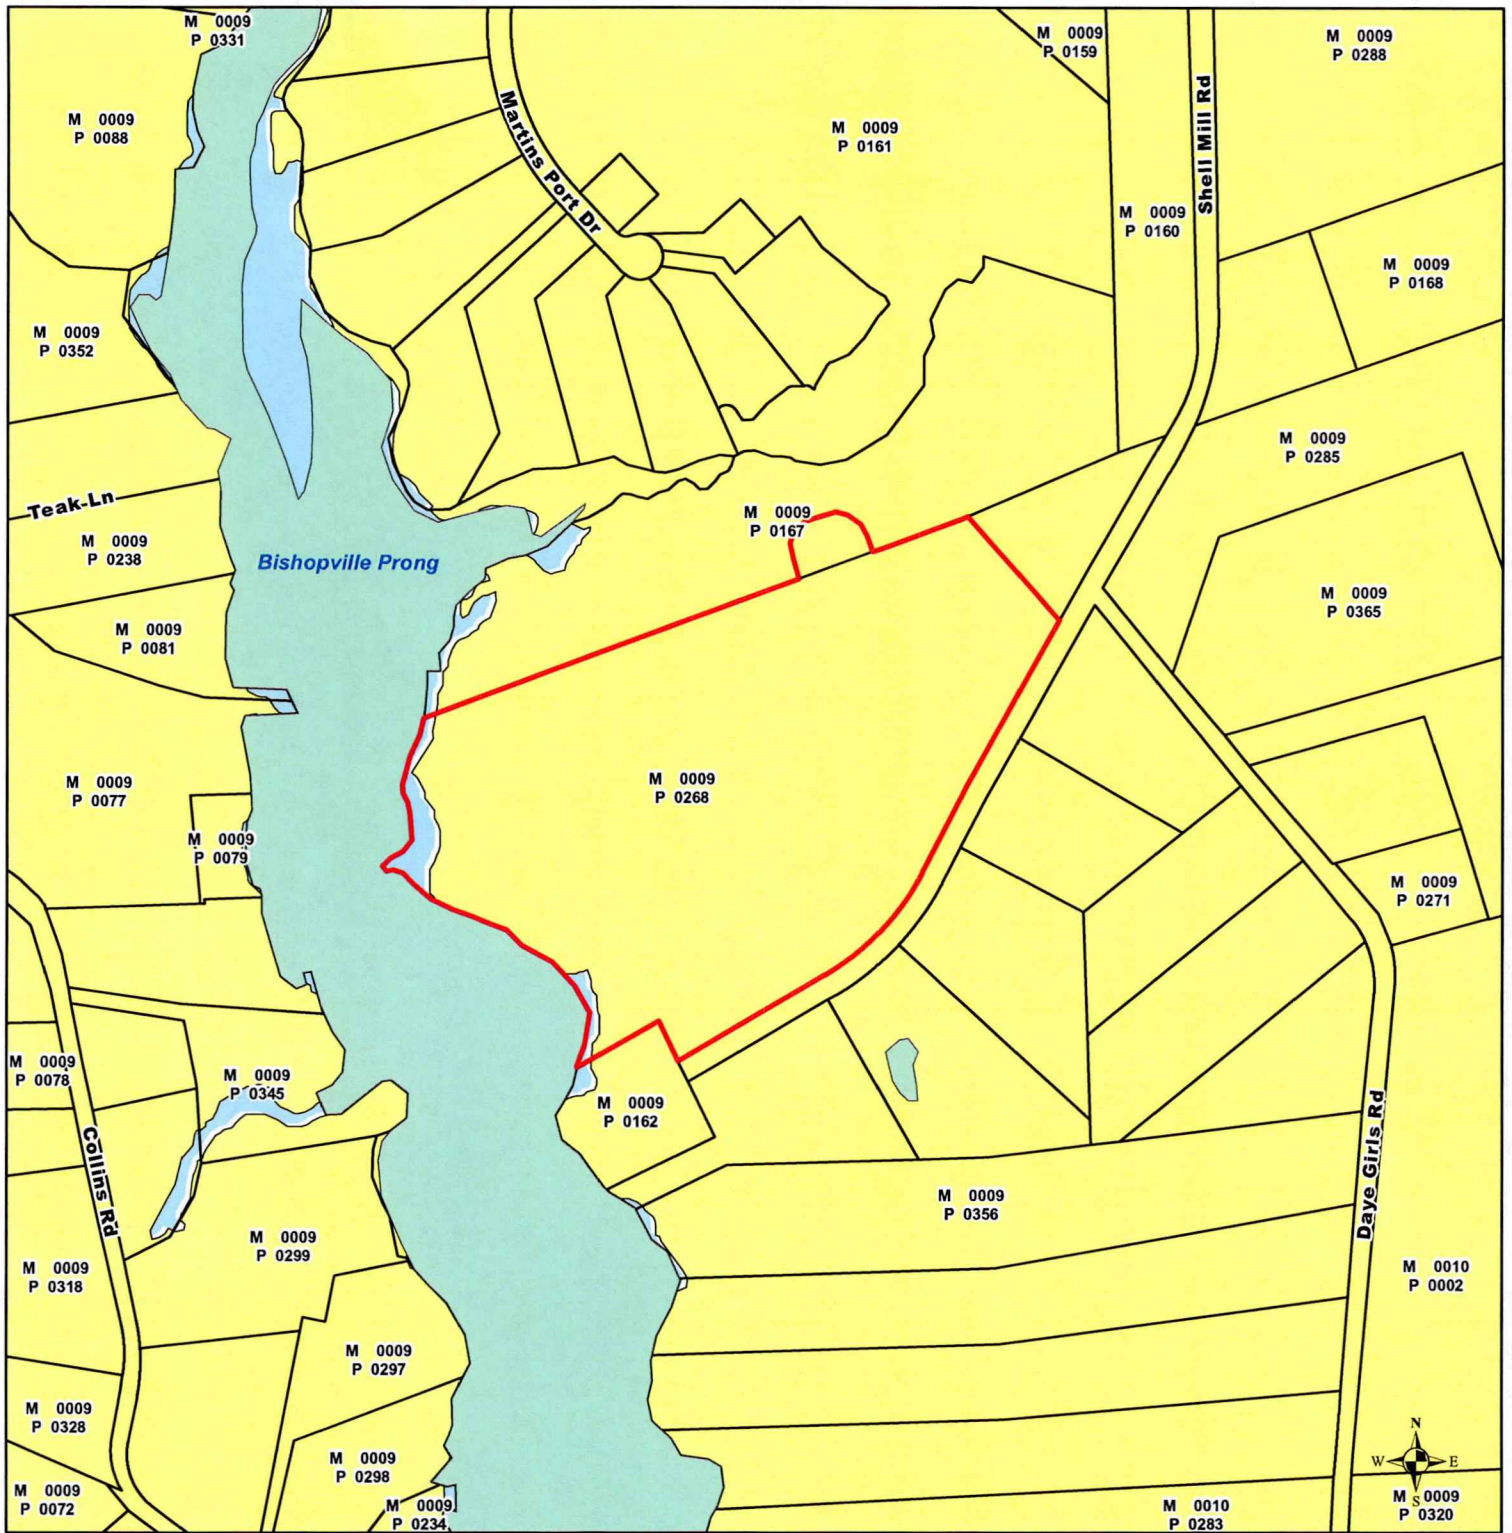 M 0009
P 0331
M 0009
P 0159
M 0009
P 0288
M 0009
P 0088
Martins Port Dr
M 0009
P 0161
Shell Mill Rd
M 0009
P 0160
M 0009
P 0168
M 0009
P 0352
M 0009
P 0285
Teak Ln
M 0009
P 0167
M 0009
P 0238
Bishopville Prong
M 0009
P 0365
M 0009
P 0081
M 0009
P 0077
M 0009
P 0268
M 0009
P 0079
M 0009
P 0271
M 0009
P 0078
M 0009
P 0345
M 0009
P 0162
Collins Rd
Daye Girls Rd
M 0009
P 0356
M 0009
P 0299
M 0009
P 0318
M 0010
P 0002
M 0009
P 0297
M 0009
P 0328
N
W E
S
M 0009
P 0298
M 0009
P 0072
M 0009
P 0234
M 0010
P 0283
M 0009
P 0320